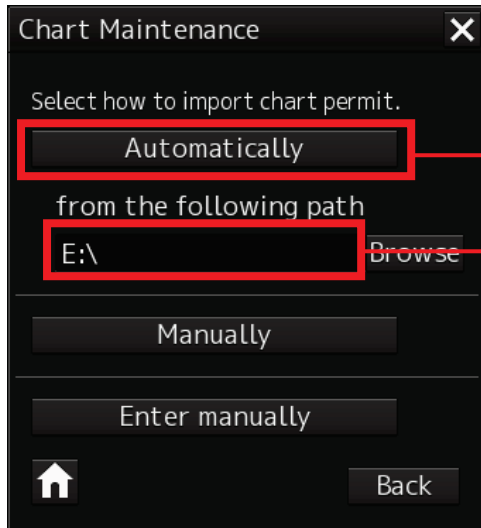 Chart Maintenance
Select how to import chart permit.
Automatically
from the following path
E:\ Browse
Manually
Enter manually
Back